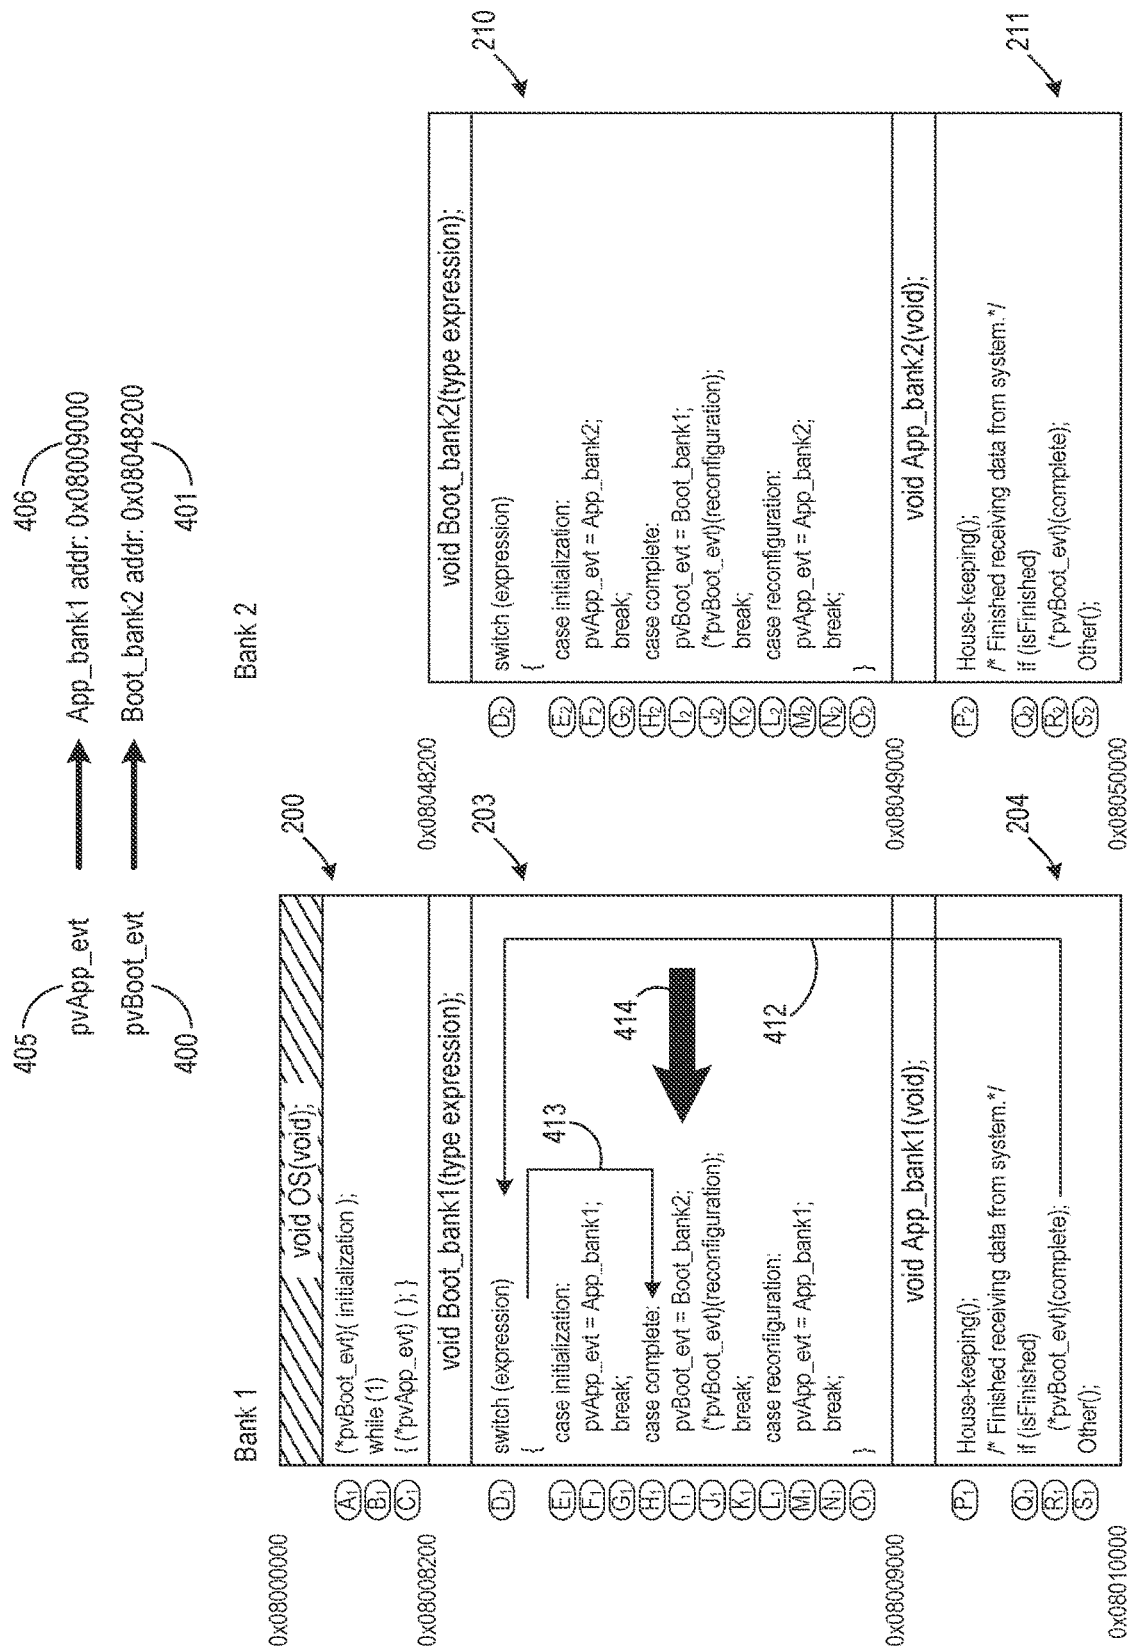 405
406
pvApp_evt App_bank1 addr: 0x08009000
pvBoot_evt Boot_bank2 addr: 0x08048200
400
401
Bank 1
0x08000000
void OS(void);
200
A1 (*pvBoot_evt)( initialization );
B1 while (1)
C1 { (*pvApp_evt) ( ); }
0x08008200
void Boot_bank1(type expression);
203
D1 switch (expression)
{
E1 case initialization:
F1 pvApp_evt = App_bank1;
G1 break;
H1 case complete:
I1 pvBoot_evt = Boot_bank2;
J1 (*pvBoot_evt)(reconfiguration);
K1 break;
L1 case reconfiguration:
M1 pvApp_evt = App_bank1;
N1 break;
O1 }
413
414
412
0x08009000
void App_bank1(void);
204
P1 House-keeping();
/* Finished receiving data from system.*/
Q1 if (isFinished)
R1 (*pvBoot_evt)(complete);
S1 Other();
0x08010000
Bank 2
0x08048200
void Boot_bank2(type expression);
210
D2 switch (expression)
{
E2 case initialization:
F2 pvApp_evt = App_bank2;
G2 break;
H2 case complete:
I2 pvBoot_evt = Boot_bank1;
J2 (*pvBoot_evt)(reconfiguration);
K2 break;
L2 case reconfiguration:
M2 pvApp_evt = App_bank2;
N2 break;
O2 }
0x08049000
void App_bank2(void);
211
P2 House-keeping();
/* Finished receiving data from system.*/
Q2 if (isFinished)
R2 (*pvBoot_evt)(complete);
S2 Other();
0x08050000